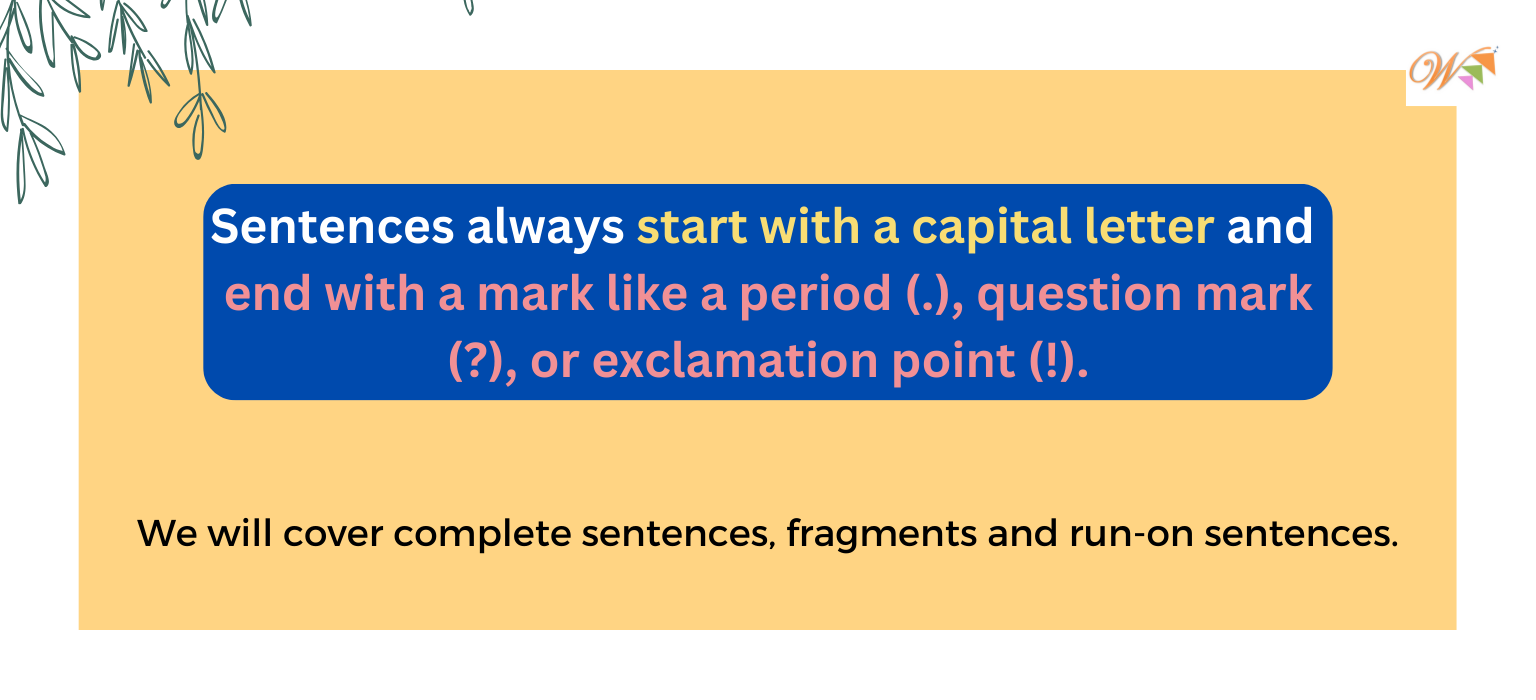 W
Sentences always start with a capital letter and
end with a mark like a period (.), question mark
(?), or exclamation point (!).
We will cover complete sentences, fragments and run-on sentences.